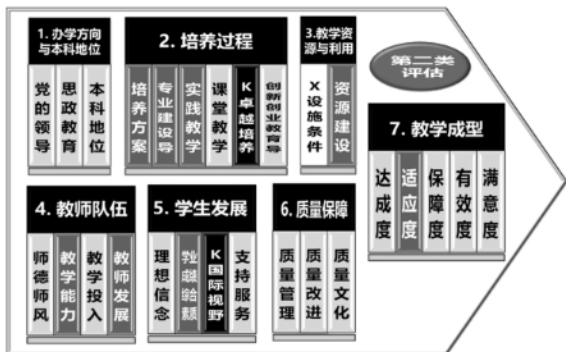 1. 办学方向
与本科地位
党的领导
思政教育
本科地位
2. 培养过程
培养方案
专业建设导
实践教学
课堂教学
K卓越培养
创新创业教育导
3.教学资
源与利用
X设施条件
资源建设
第二类
评估
7. 教学成型
达成度
适应度
保障度
有效度
满意度
4. 教师队伍
师德师风
教学能力
教学投入
教师发展
5. 学生发展
理想信念
K国际视野
支持服务
6. 质量保障
质量管理
质量改进
质量文化